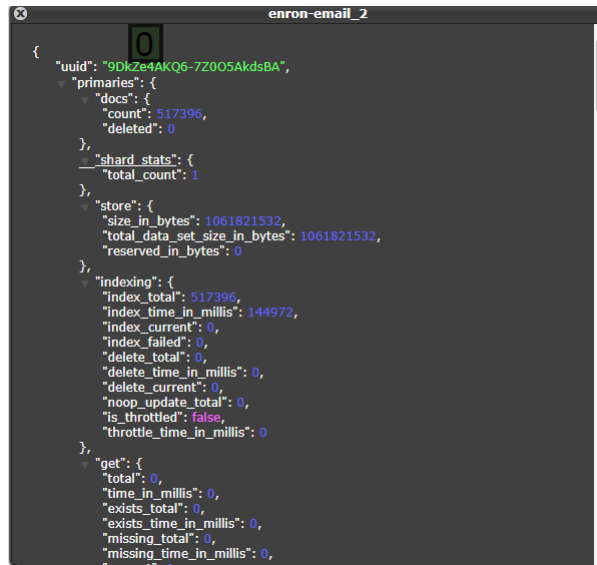 enron-email_2
0
{
"uuid": "9DkZe4AKQ6-7Z0O5AkdsBA",
"primaries": {
"docs": {
"count": 517396,
"deleted": 0
},
"shard_stats": {
"total_count": 1
},
"store": {
"size_in_bytes": 1061821532,
"total_data_set_size_in_bytes": 1061821532,
"reserved_in_bytes": 0
},
"indexing": {
"index_total": 517396,
"index_time_in_millis": 144972,
"index_current": 0,
"index_failed": 0,
"delete_total": 0,
"delete_time_in_millis": 0,
"delete_current": 0,
"noop_update_total": 0,
"is_throttled": false,
"throttle_time_in_millis": 0
},
"get": {
"total": 0,
"time_in_millis": 0,
"exists_total": 0,
"exists_time_in_millis": 0,
"missing_total": 0,
"missing_time_in_millis": 0,